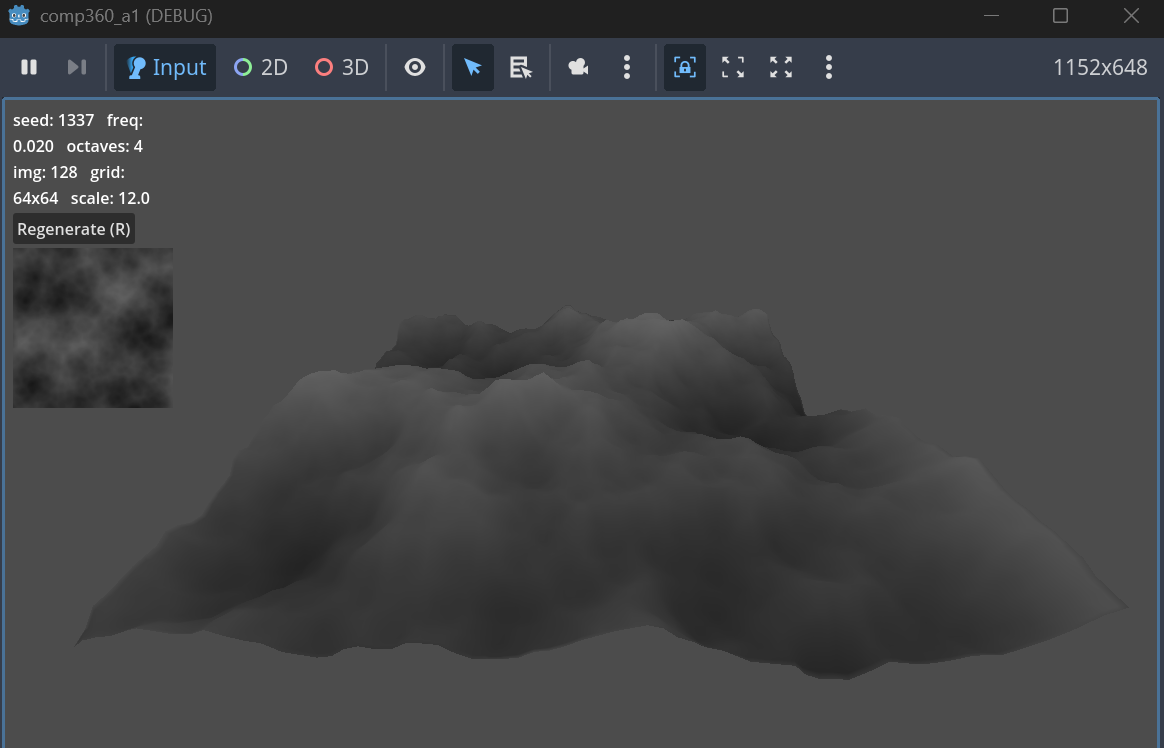 comp360_a1 (DEBUG)
Input 2D 3D 1152x648
seed: 1337 freq:
0.020 octaves: 4
img: 128 grid:
64x64 scale: 12.0
Regenerate (R)